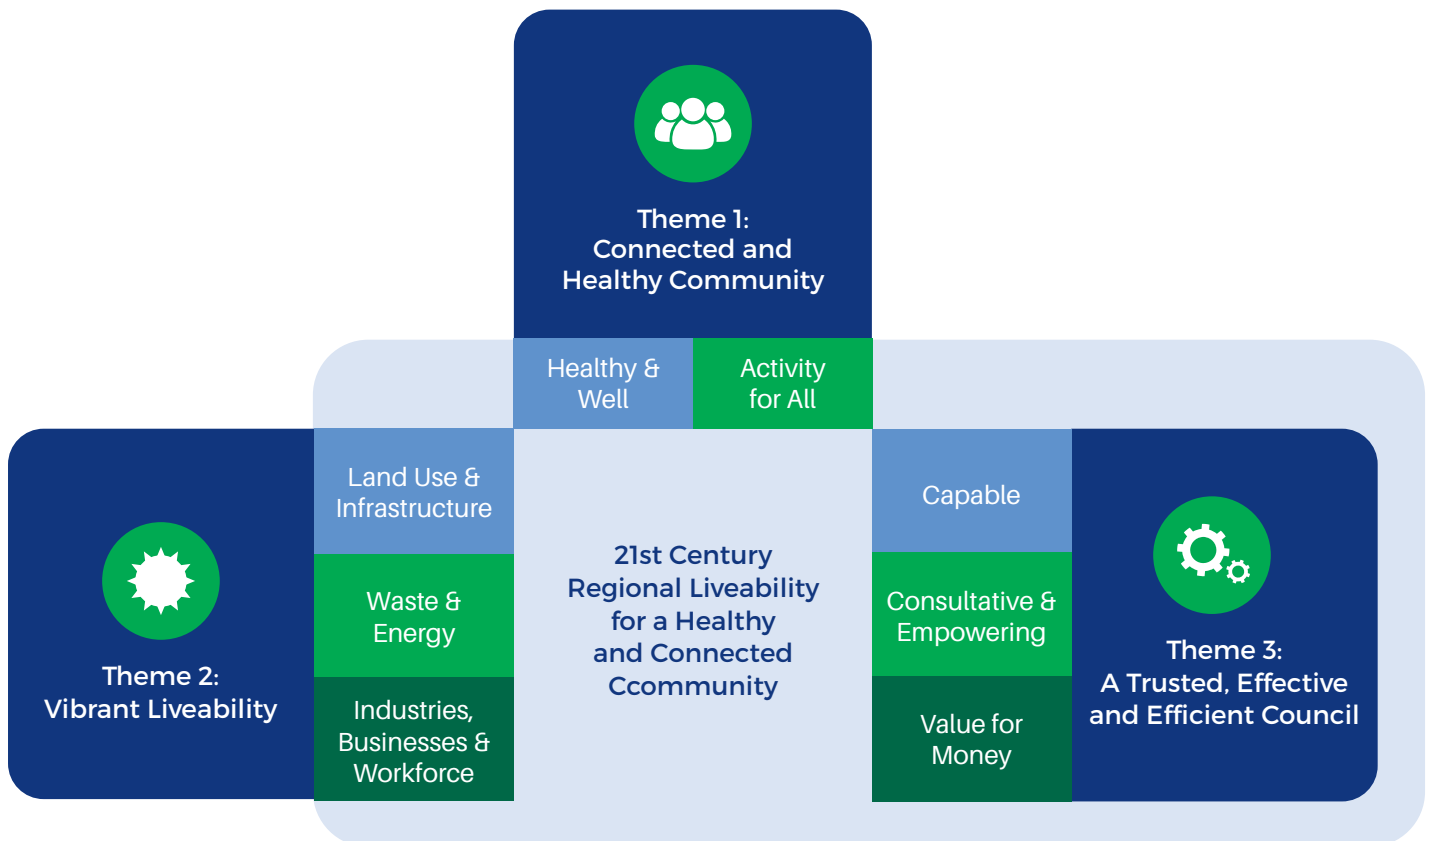 Theme 1:
Connected and
Healthy Community
Healthy &
Well
Activity
for All
Theme 2:
Vibrant Liveability
Land Use &
Infrastructure
Waste &
Energy
Industries,
Businesses &
Workforce
21st Century
Regional Liveability
for a Healthy
and Connected
Ccommunity
Capable
Consultative &
Empowering
Value for
Money
Theme 3:
A Trusted, Effective
and Efficient Council